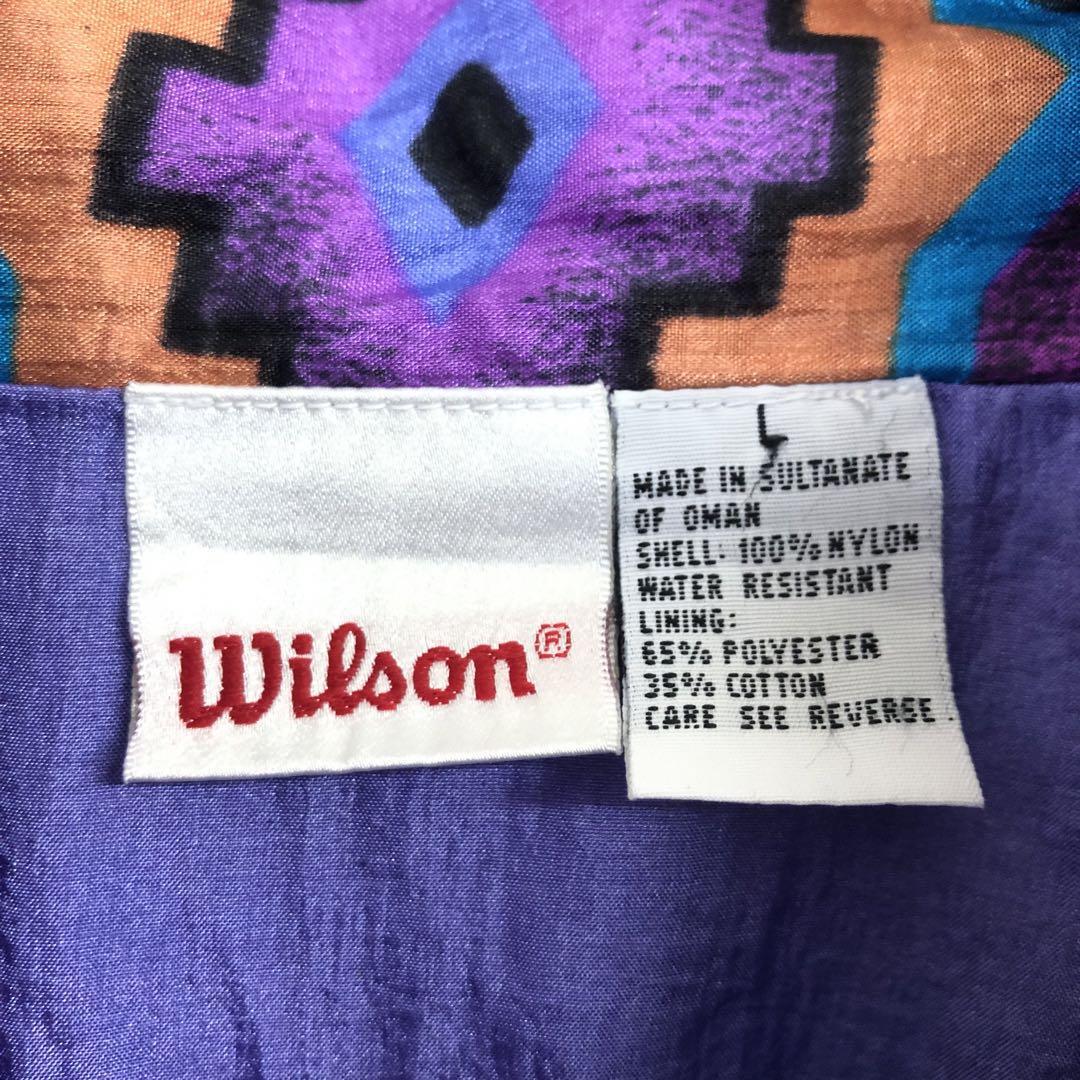 Wilson®
L
MADE IN SULTANATE
OF OMAN
SHELL: 100% NYLON
WATER RESISTANT
LINING:
65% POLYESTER
35% COTTON
CARE SEE REVERSE.